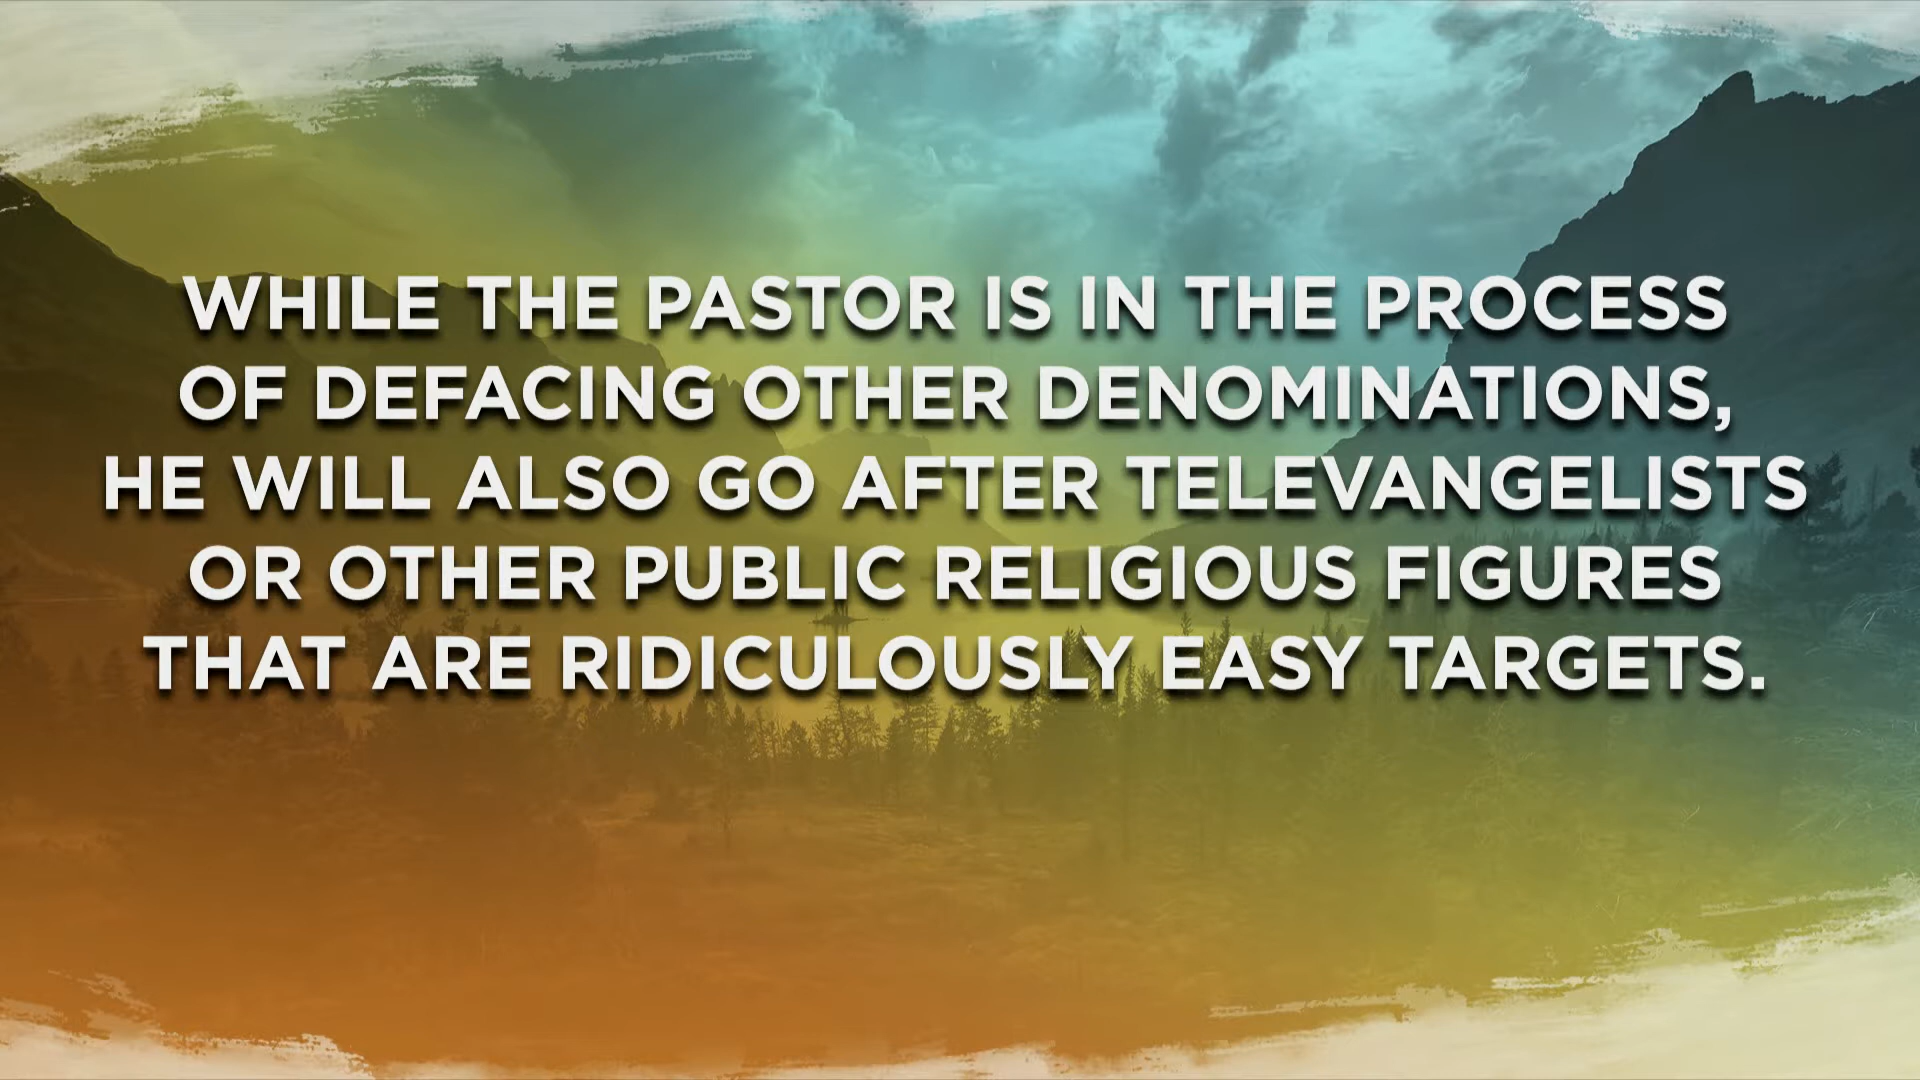 WHILE THE PASTOR IS IN THE PROCESS
OF DEFACING OTHER DENOMINATIONS,
HE WILL ALSO GO AFTER TELEVANGELISTS
OR OTHER PUBLIC RELIGIOUS FIGURES
THAT ARE RIDICULOUSLY EASY TARGETS.